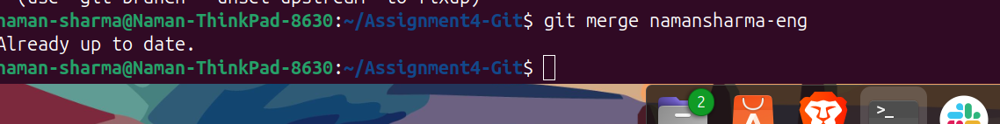 (use "git branch --unset-upstream" to fixup)
naman-sharma@Naman-ThinkPad-8630:~/Assignment4-Git$ git merge namansharma-eng
Already up to date.
naman-sharma@Naman-ThinkPad-8630:~/Assignment4-Git$
2
>_